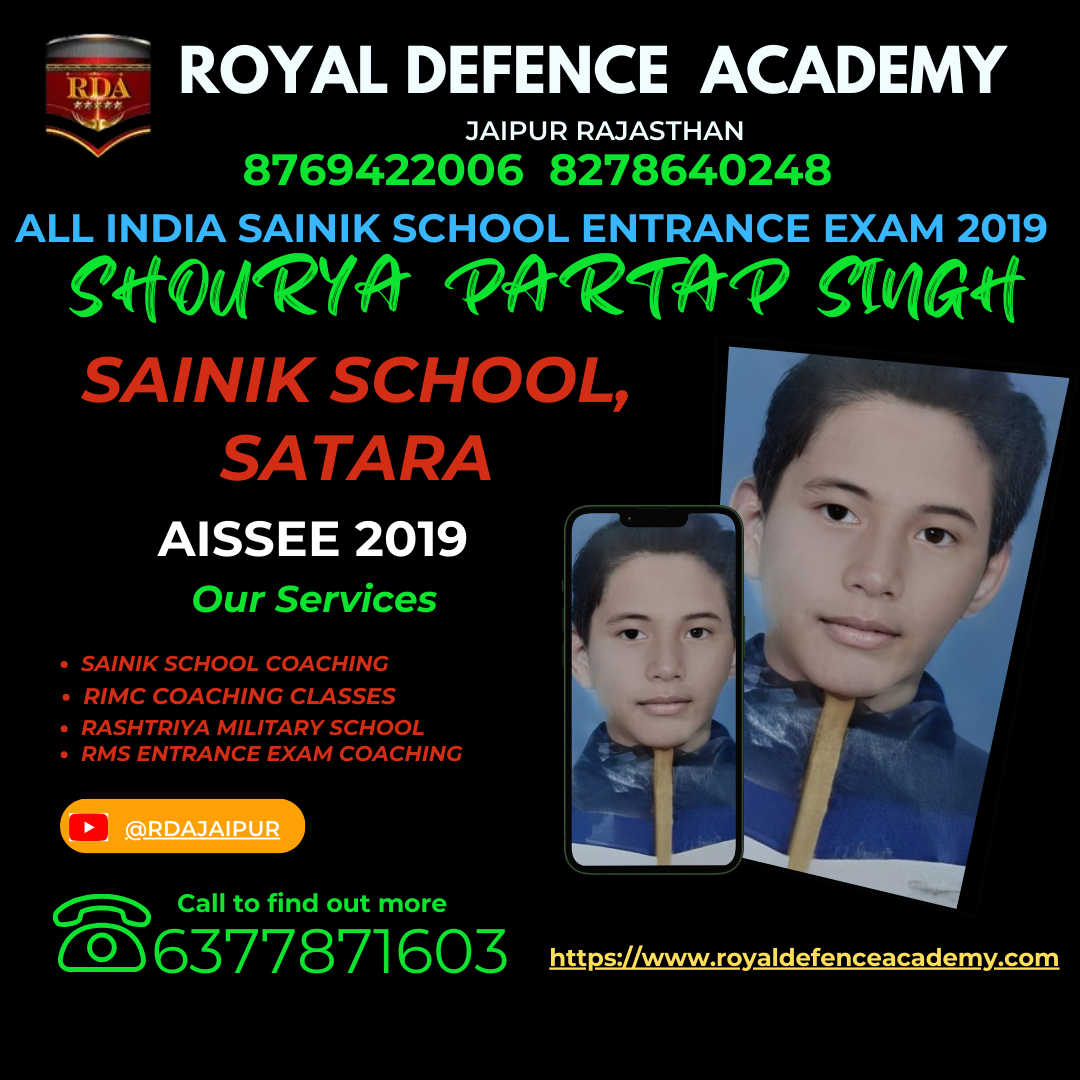 RDA
ROYAL DEFENCE ACADEMY
JAIPUR RAJASTHAN
8769422006 8278640248
ALL INDIA SAINIK SCHOOL ENTRANCE EXAM 2019
SHOURYA PARTAP SINGH
SAINIK SCHOOL,
SATARA
AISSEE 2019
Our Services
• SAINIK SCHOOL COACHING
• RIMC COACHING CLASSES
• RASHTRIYA MILITARY SCHOOL
• RMS ENTRANCE EXAM COACHING
@RDAJAIPUR
Call to find out more
6377871603
https://www.royaldefenceacademy.com